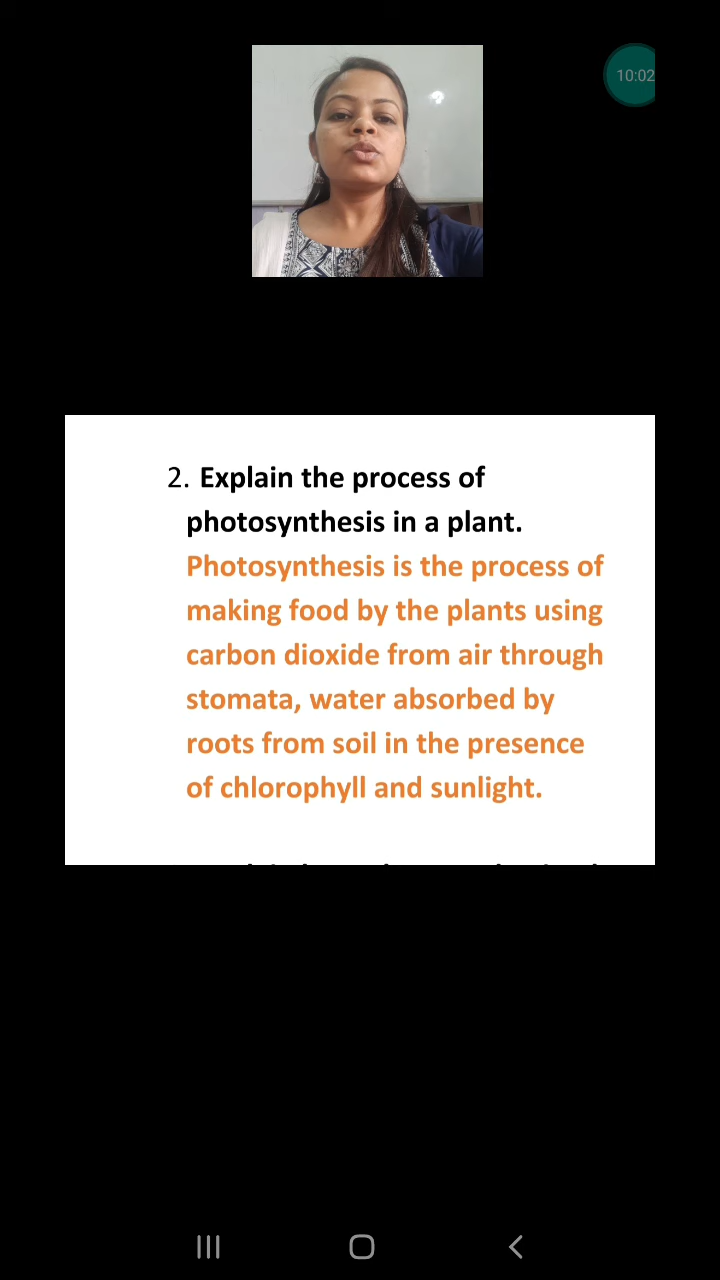 10:02
2. Explain the process of
photosynthesis in a plant.
Photosynthesis is the process of
making food by the plants using
carbon dioxide from air through
stomata, water absorbed by
roots from soil in the presence
of chlorophyll and sunlight.